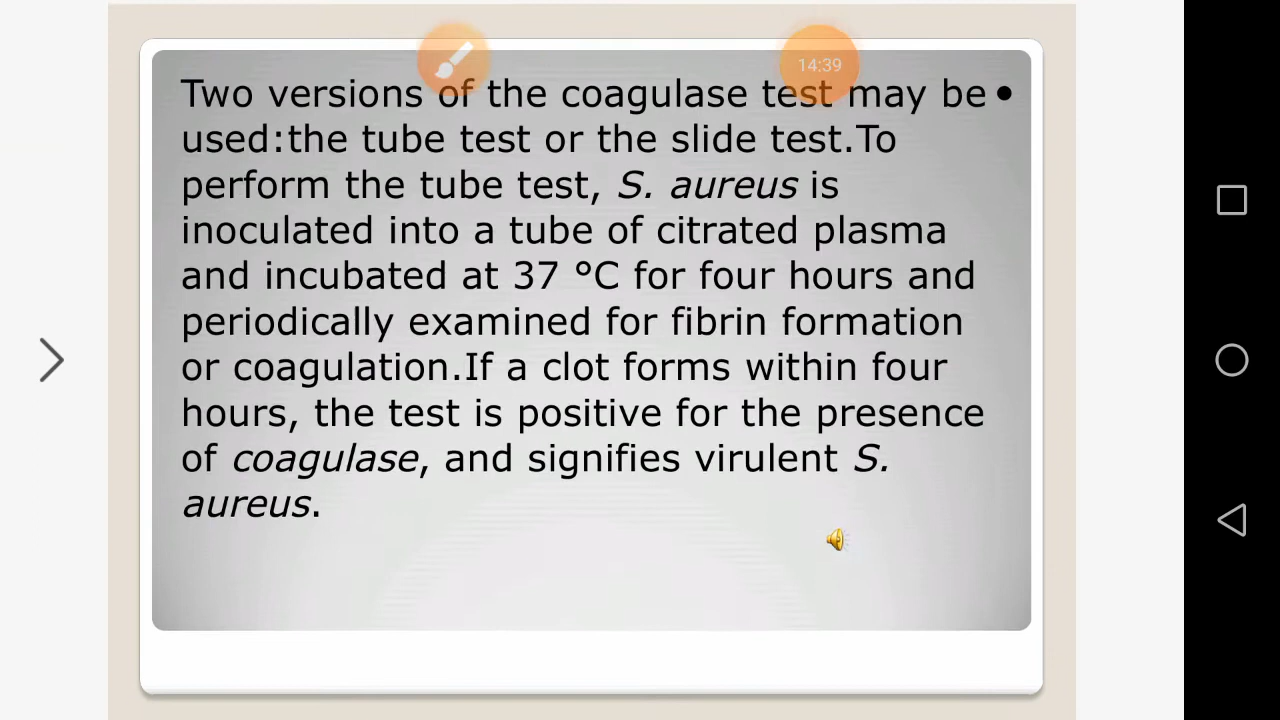 14:39
Two versions of the coagulase test may be •
used:the tube test or the slide test.To
perform the tube test, S. aureus is
inoculated into a tube of citrated plasma
and incubated at 37 °C for four hours and
periodically examined for fibrin formation
or coagulation.If a clot forms within four
hours, the test is positive for the presence
of coagulase, and signifies virulent S.
aureus.